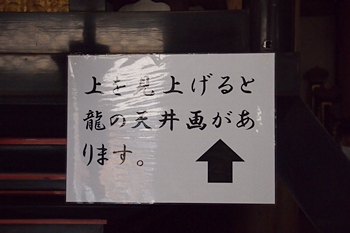 上を見上げると
龍の天井画があ
ります。